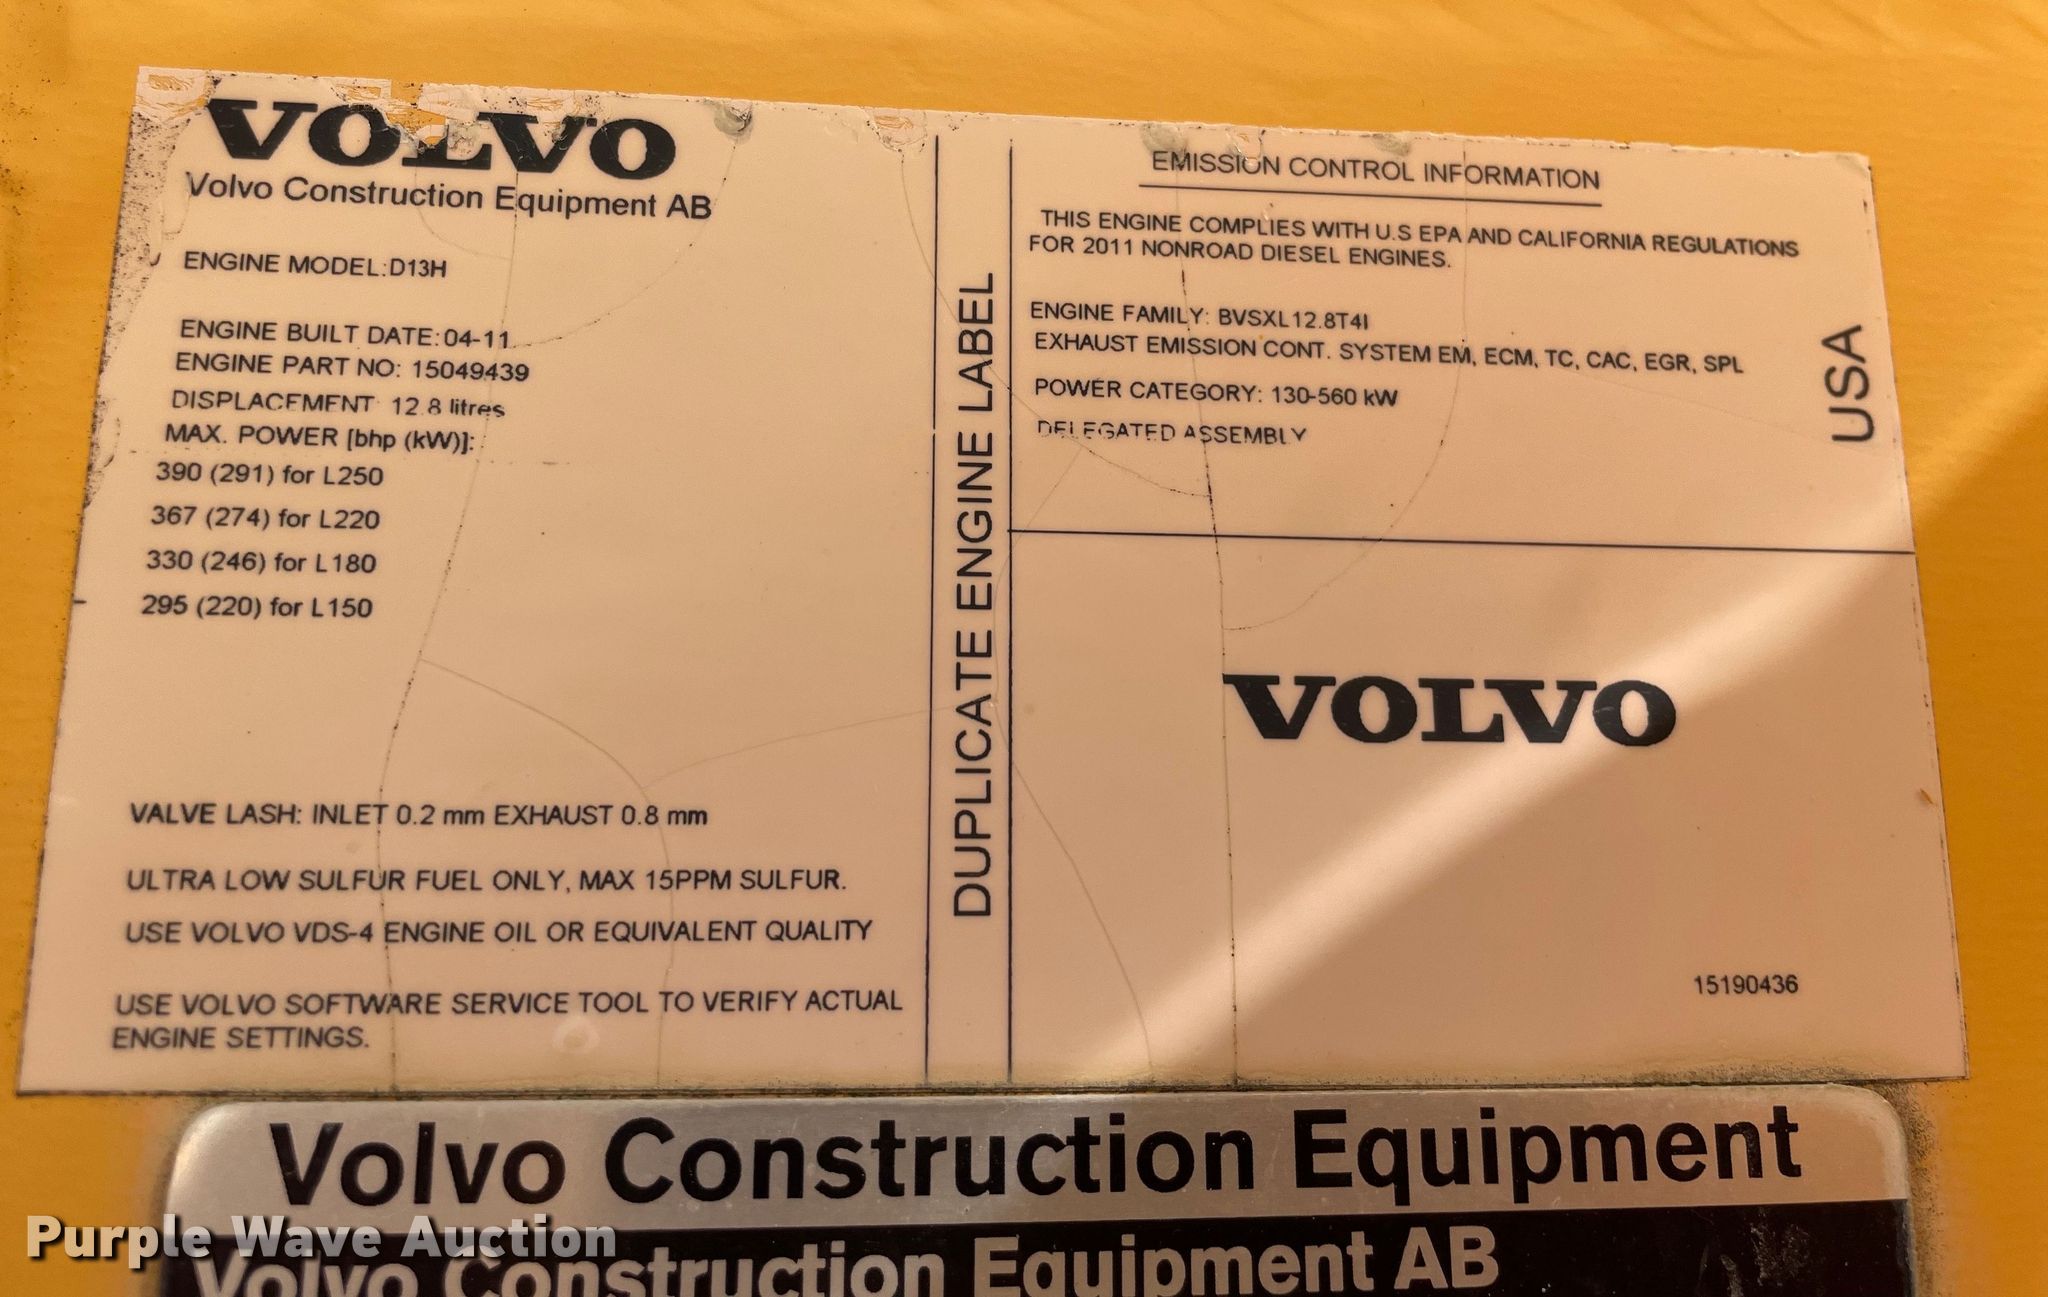 VOLVO
Volvo Construction Equipment AB
ENGINE MODEL:D13H
ENGINE BUILT DATE:04-11
ENGINE PART NO: 15049439
DISPLACEMENT 12.8 litres
MAX. POWER [bhp (kW)]:
390 (291) for L250
367 (274) for L220
330 (246) for L180
295 (220) for L150
VALVE LASH: INLET 0.2 mm EXHAUST 0.8 mm
ULTRA LOW SULFUR FUEL ONLY, MAX 15PPM SULFUR.
USE VOLVO VDS-4 ENGINE OIL OR EQUIVALENT QUALITY
USE VOLVO SOFTWARE SERVICE TOOL TO VERIFY ACTUAL
ENGINE SETTINGS.
DUPLICATE ENGINE LABEL
EMISSION CONTROL INFORMATION
THIS ENGINE COMPLIES WITH U.S EPA AND CALIFORNIA REGULATIONS
FOR 2011 NONROAD DIESEL ENGINES.
ENGINE FAMILY: BVSXL12.8T4I
EXHAUST EMISSION CONT. SYSTEM EM, ECM, TC, CAC, EGR, SPL
POWER CATEGORY: 130-560 kW
DELEGATED ASSEMBLY
USA
VOLVO
15190436
Volvo Construction Equipment
Volvo Construction Equipment AB
Purple Wave Auction